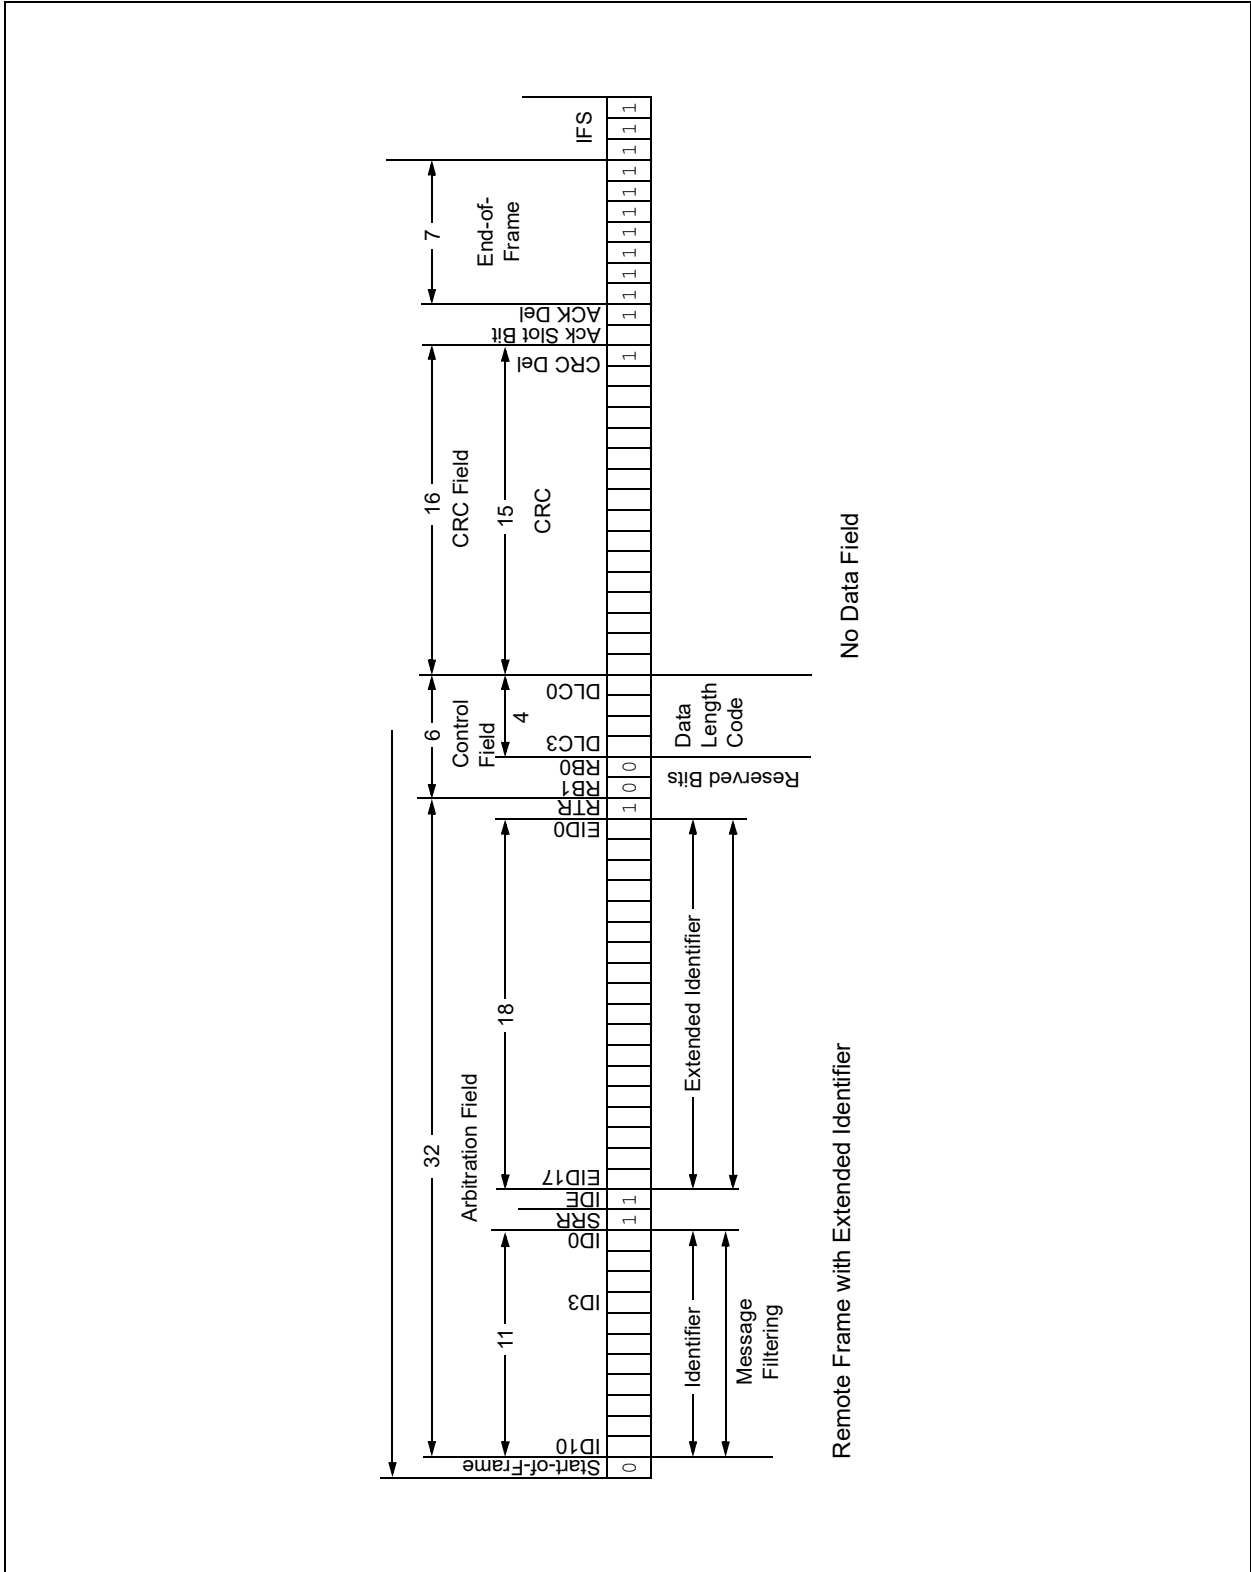 32
Arbitration Field
6
Control
Field
16
CRC Field
7
End-of-
Frame
IFS
11
18
4
15
CRC
Start-of-Frame
ID10
ID3
ID0
SRR
IDE
EID17
EID0
RTR
RB1
RB0
DLC3
DLC0
CRC Del
Ack Slot Bit
ACK Del
0
1
1
1
0
0
1
1
1
1
1
1
1
1
1
1
1
1
Identifier
Extended Identifier
Message
Filtering
Reserved Bits
Data
Length
Code
Remote Frame with Extended Identifier
No Data Field